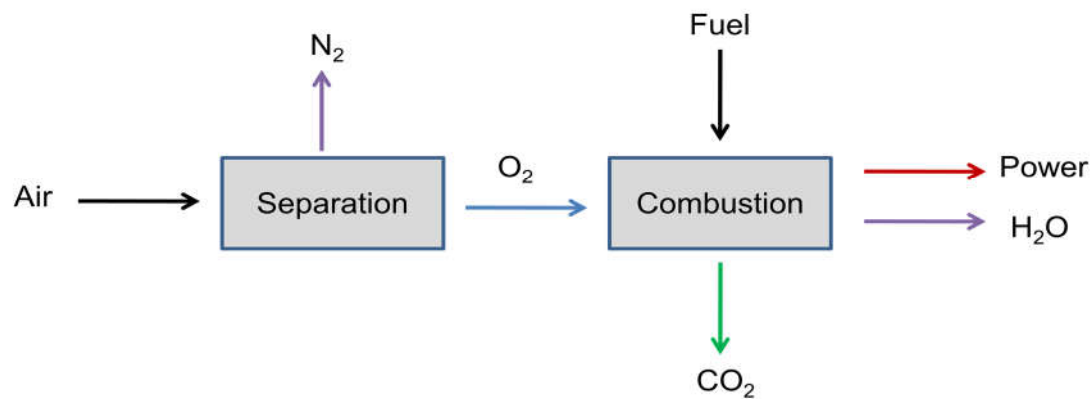 Fuel
N₂
O₂
Air
Separation
Combustion
Power
H₂O
CO₂